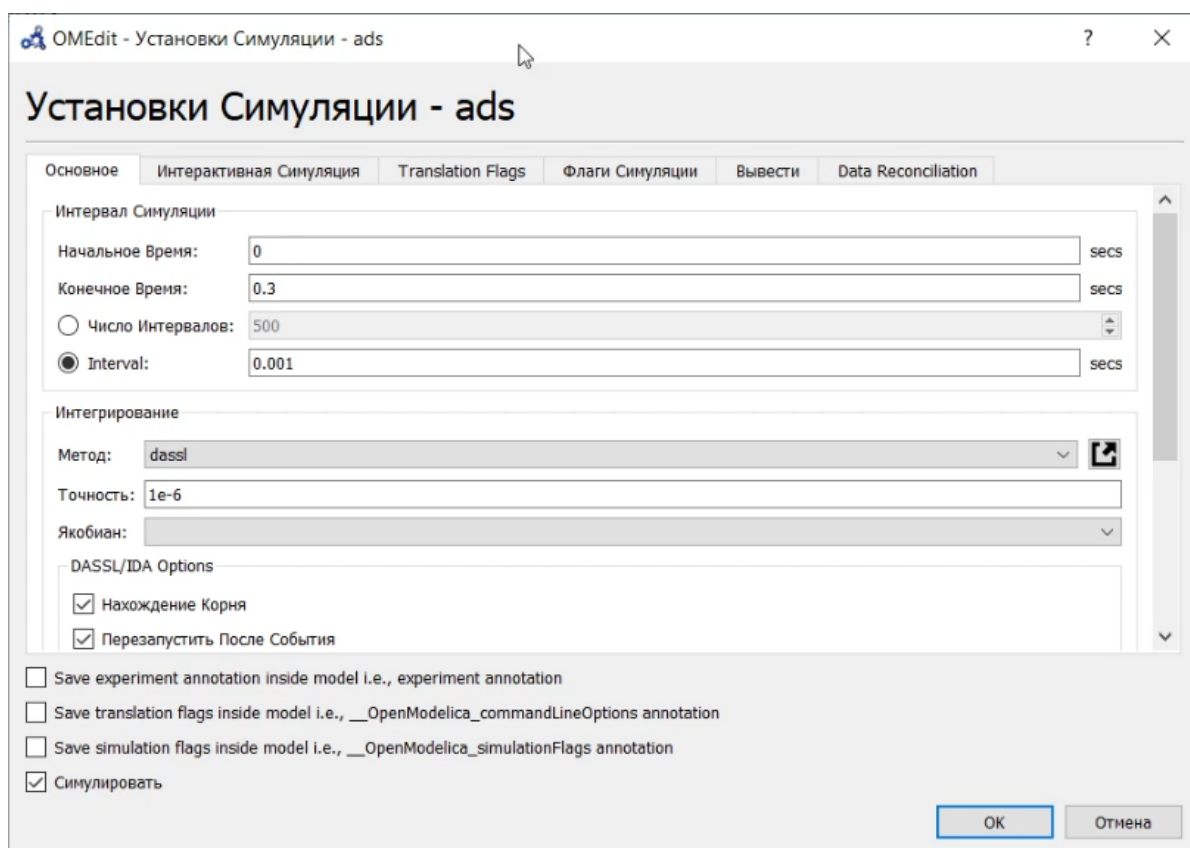 OMEdit - Установки Симуляции - ads ?
Установки Симуляции - ads
Основное Интерактивная Симуляция Translation Flags Флаги Симуляции Вывести Data Reconciliation
Интервал Симуляции
Начальное Время: 0 secs
Конечное Время: 0.3 secs
Число Интервалов: 500
Interval: 0.001 secs
Интегрирование
Метод: dassl
Точность: 1e-6
Якобиан:
DASSL/IDA Options
Нахождение Корня
Перезапустить После События
Save experiment annotation inside model i.e., experiment annotation
Save translation flags inside model i.e., __OpenModelica_commandLineOptions annotation
Save simulation flags inside model i.e., __OpenModelica_simulationFlags annotation
Симулировать
OK Отмена